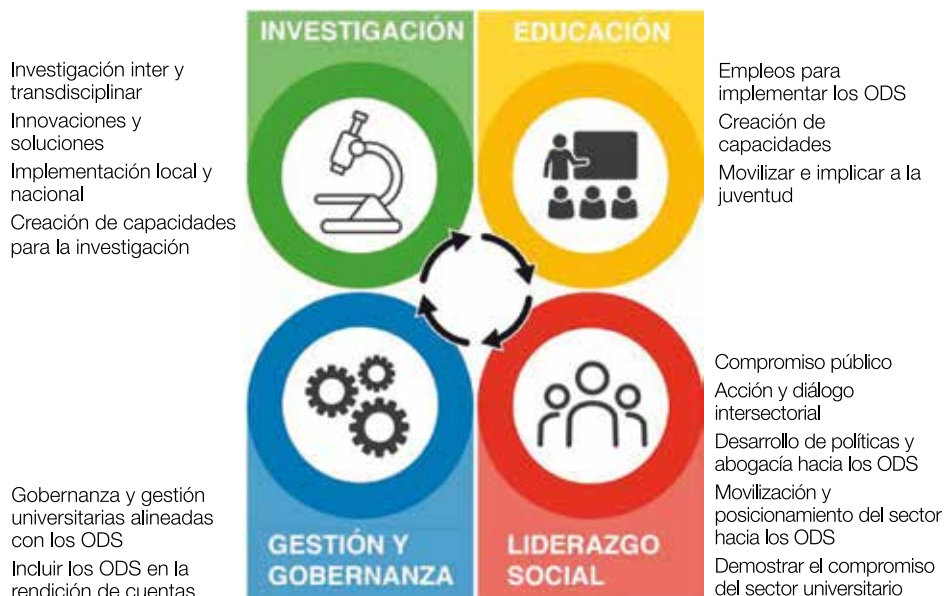 INVESTIGACIÓN
Investigación inter y
transdisciplinar
Innovaciones y
soluciones
Implementación local y
nacional
Creación de capacidades
para la investigación
EDUCACIÓN
Empleos para
implementar los ODS
Creación de
capacidades
Movilizar e implicar a la
juventud
Gobernanza y gestión
universitarias alineadas
con los ODS
Incluir los ODS en la
rendición de cuentas
GESTIÓN Y
GOBERNANZA
LIDERAZGO
SOCIAL
Compromiso público
Acción y diálogo
intersectorial
Desarrollo de políticas y
abogacía hacia los ODS
Movilización y
posicionamiento del sector
hacia los ODS
Demostrar el compromiso
del sector universitario